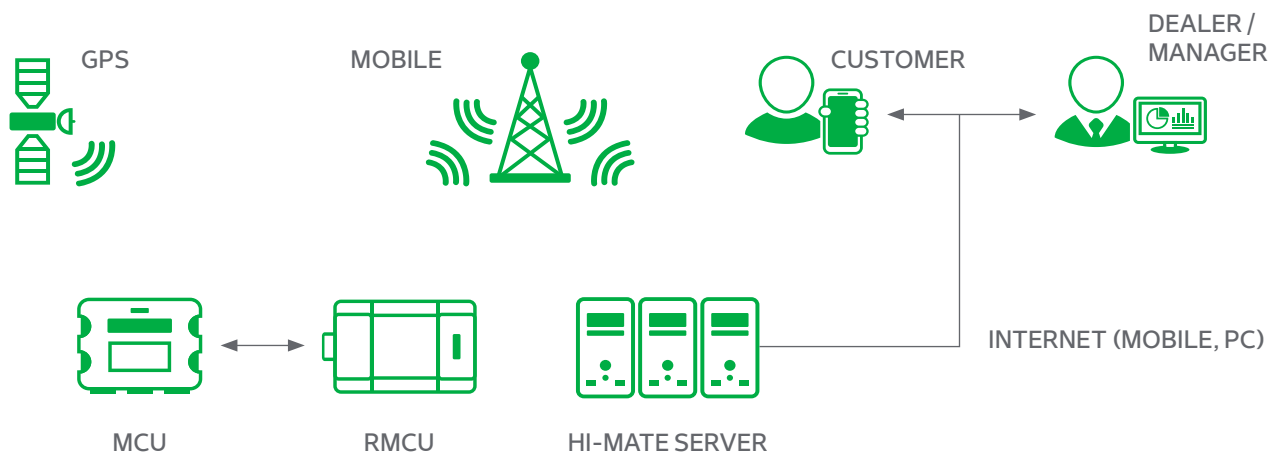 GPS
MOBILE
CUSTOMER
DEALER /
MANAGER
INTERNET (MOBILE, PC)
MCU
RMCU
HI-MATE SERVER